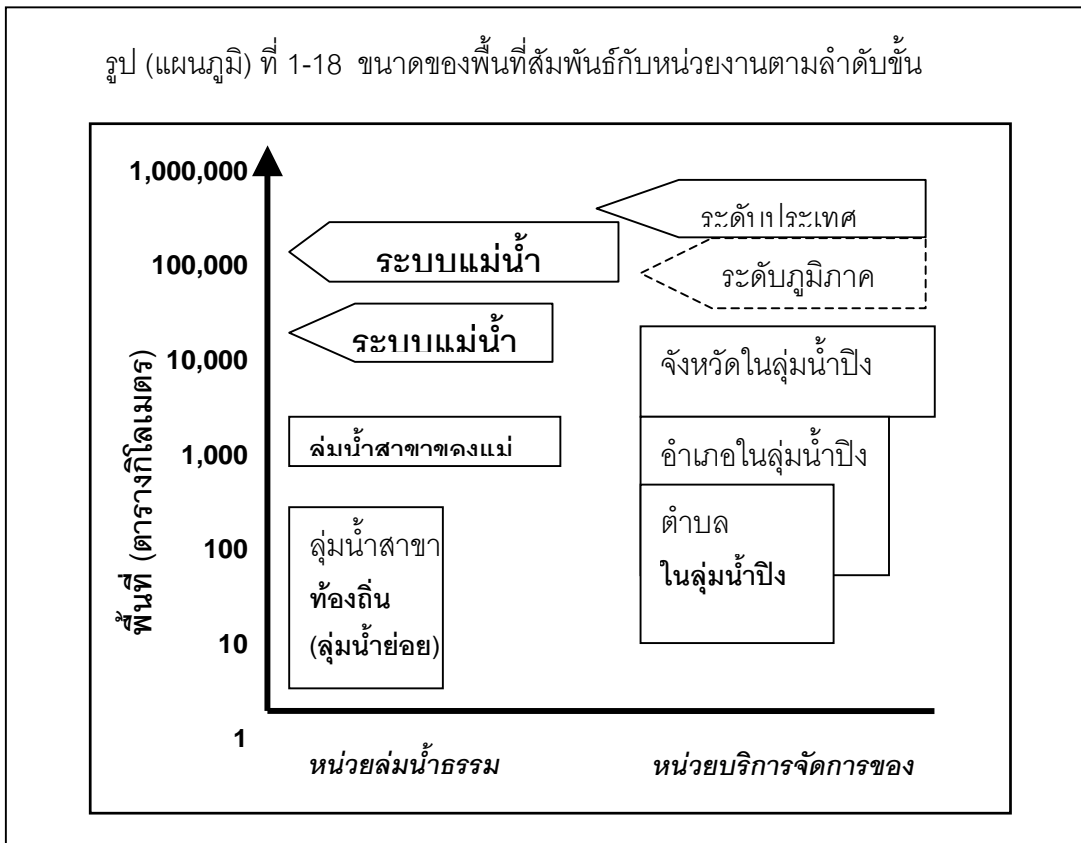 รูป (แผนภูมิ) ที่ 1-18 ขนาดของพื้นที่สัมพันธ์กับหน่วยงานตามลำดับขั้น
พื้นที่ (ตารางกิโลเมตร)
1,000,000
100,000
10,000
1,000
100
10
1
ระบบแม่น้ำ
ระบบแม่น้ำ
ลุ่มน้ำสาขาของแม่
ลุ่มน้ำสาขา
ท้องถิ่น
(ลุ่มน้ำย่อย)
ระดับประเทศ
ระดับภูมิภาค
จังหวัดในลุ่มน้ำปิง
อำเภอในลุ่มน้ำปิง
ตำบล
ในลุ่มน้ำปิง
หน่วยลุ่มน้ำธรรม
หน่วยบริการจัดการของ